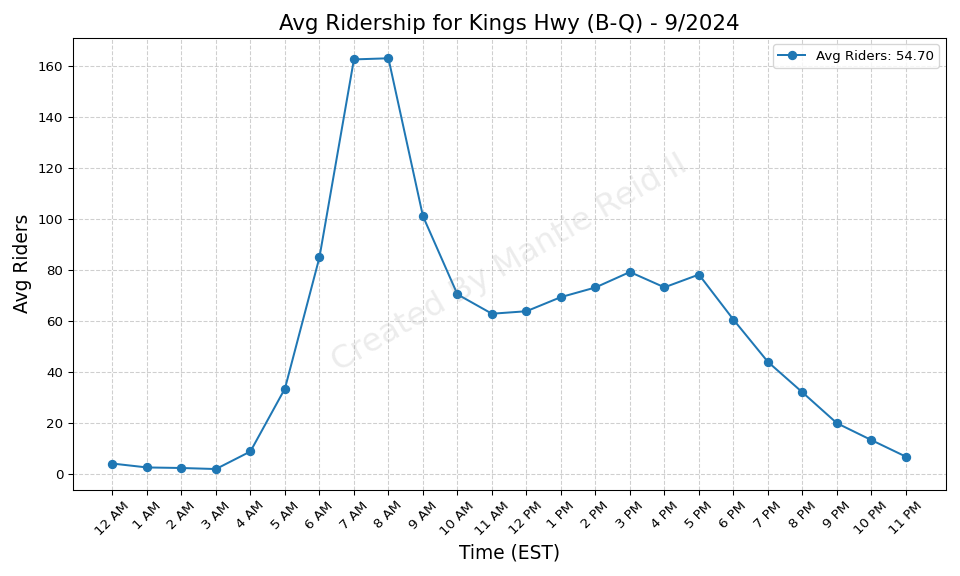 Avg Ridership for Kings Hwy (B-Q) - 9/2024
Avg Riders: 54.70
Avg Riders
160
140
120
100
80
60
40
20
0
Created By Mantle Reid II
12 AM
1 AM
2 AM
3 AM
4 AM
5 AM
6 AM
7 AM
8 AM
9 AM
10 AM
11 AM
12 PM
1 PM
2 PM
3 PM
4 PM
5 PM
6 PM
7 PM
8 PM
9 PM
10 PM
11 PM
Time (EST)